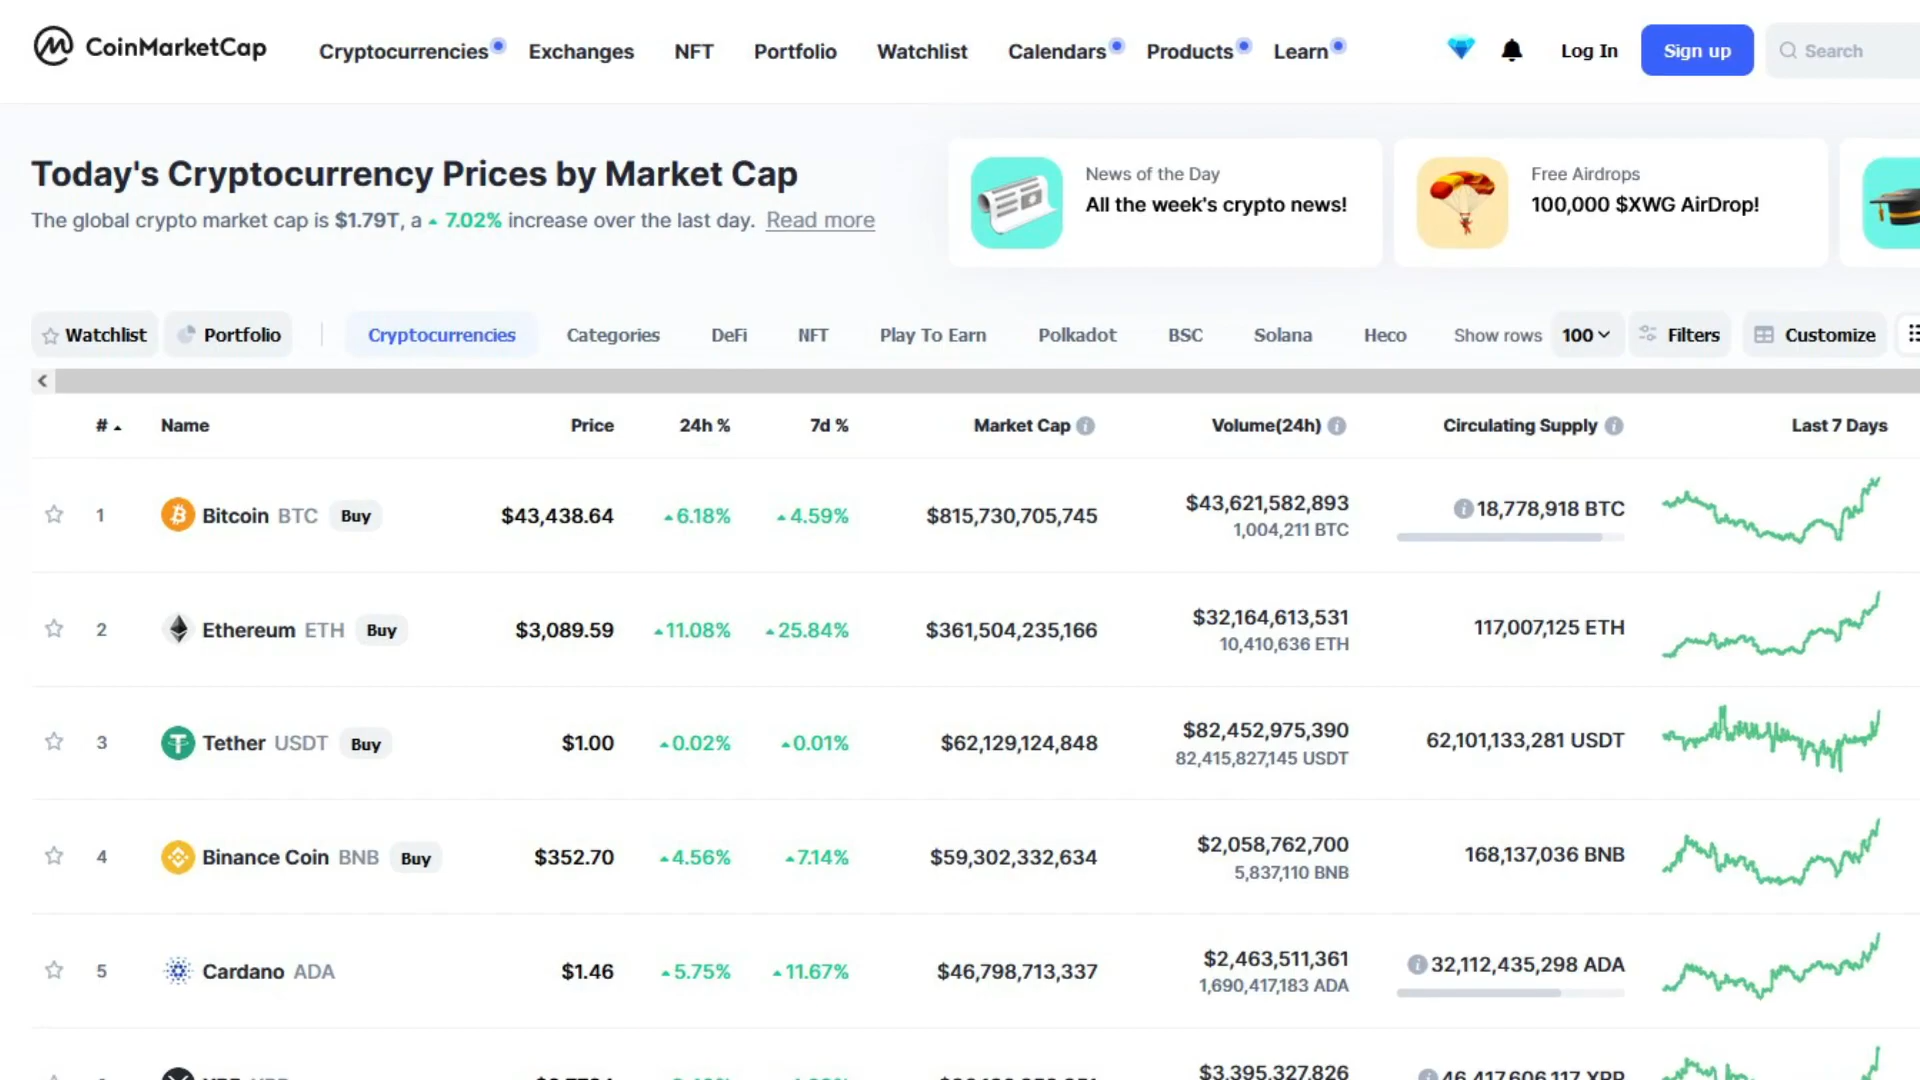 CoinMarketCap
Cryptocurrencies Exchanges NFT Portfolio Watchlist Calendars Products Learn Log In Sign up Search
Today's Cryptocurrency Prices by Market Cap
The global crypto market cap is $1.79T, a 7.02% increase over the last day. Read more
News of the Day
All the week's crypto news!
Free Airdrops
100,000 $XWG AirDrop!
Watchlist Portfolio Cryptocurrencies Categories DeFi NFT Play To Earn Polkadot BSC Solana Heco Show rows 100 Filters Customize
# Name Price 24h % 7d % Market Cap Volume(24h) Circulating Supply Last 7 Days
1 Bitcoin BTC Buy $43,438.64 6.18% 4.59% $815,730,705,745 $43,621,582,893 18,778,918 BTC
1,004,211 BTC
2 Ethereum ETH Buy $3,089.59 11.08% 25.84% $361,504,235,166 $32,164,613,531 117,007,125 ETH
10,410,636 ETH
3 Tether USDT Buy $1.00 0.02% 0.01% $62,129,124,848 $82,452,975,390 62,101,133,281 USDT
82,415,827,145 USDT
4 Binance Coin BNB Buy $352.70 4.56% 7.14% $59,302,332,634 $2,058,762,700 168,137,036 BNB
5,837,110 BNB
5 Cardano ADA $1.46 5.75% 11.67% $46,798,713,337 $2,463,511,361 32,112,435,298 ADA
1,690,417,183 ADA
$3,395,327,826 46,417,606,117 XRP